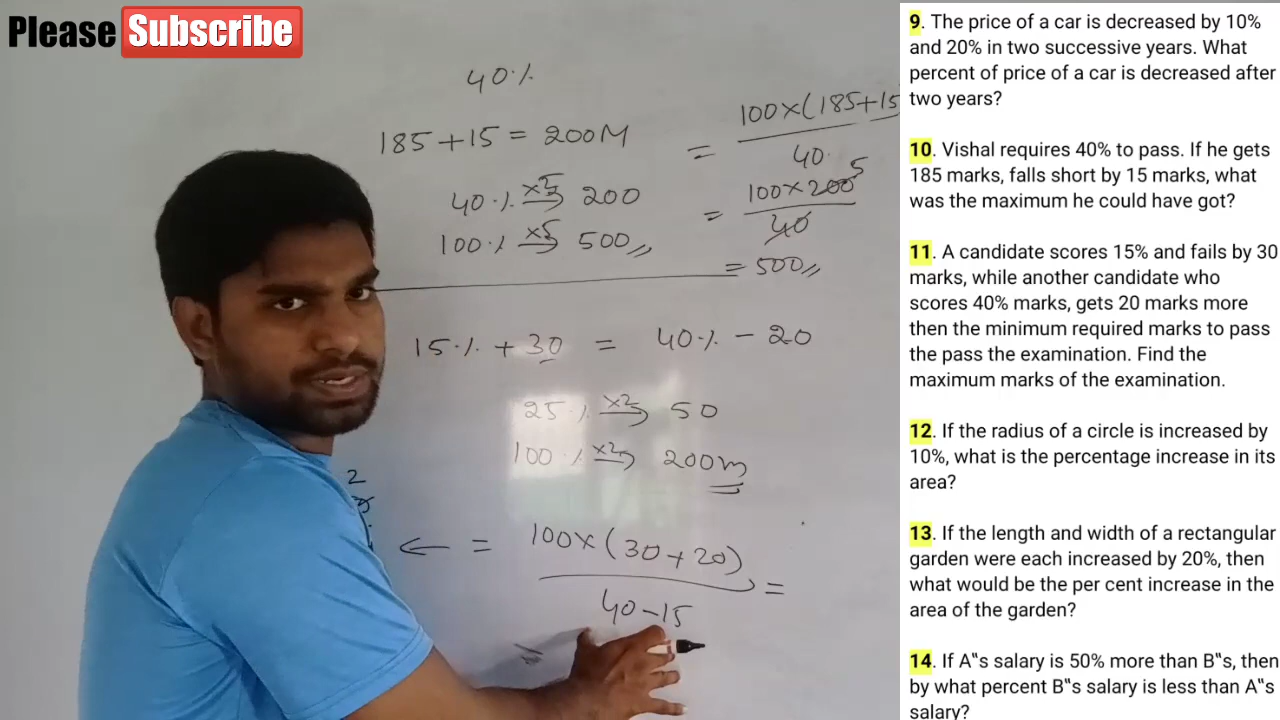 Please Subscribe
40%
185+15 = 200M
40% ×5→ 200
100% ×5→ 500
= 100×(185+15
40
= 100×200 5
40
= 500
15% + 30 = 40% - 20
25% ×2→ 50
100% ×2→ 200m
2
← = 100×(30+20) =
40-15
=
9. The price of a car is decreased by 10%
and 20% in two successive years. What
percent of price of a car is decreased after
two years?
10. Vishal requires 40% to pass. If he gets
185 marks, falls short by 15 marks, what
was the maximum he could have got?
11. A candidate scores 15% and fails by 30
marks, while another candidate who
scores 40% marks, gets 20 marks more
then the minimum required marks to pass
the pass the examination. Find the
maximum marks of the examination.
12. If the radius of a circle is increased by
10%, what is the percentage increase in its
area?
13. If the length and width of a rectangular
garden were each increased by 20%, then
what would be the per cent increase in the
area of the garden?
14. If A‟s salary is 50% more than B‟s, then
by what percent B‟s salary is less than A‟s
salary?